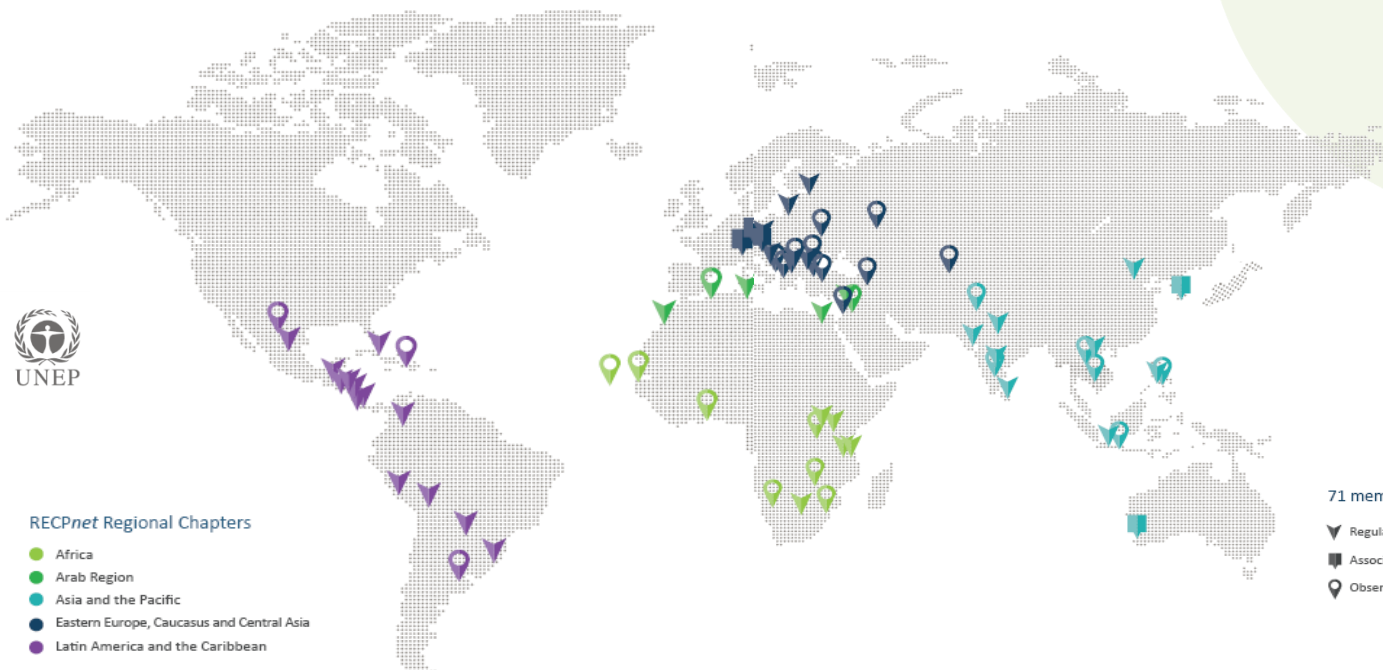 UNEP
RECPnet Regional Chapters
Africa
Arab Region
Asia and the Pacific
Eastern Europe, Caucasus and Central Asia
Latin America and the Caribbean
71 mem
Regula
Assoc
Obser